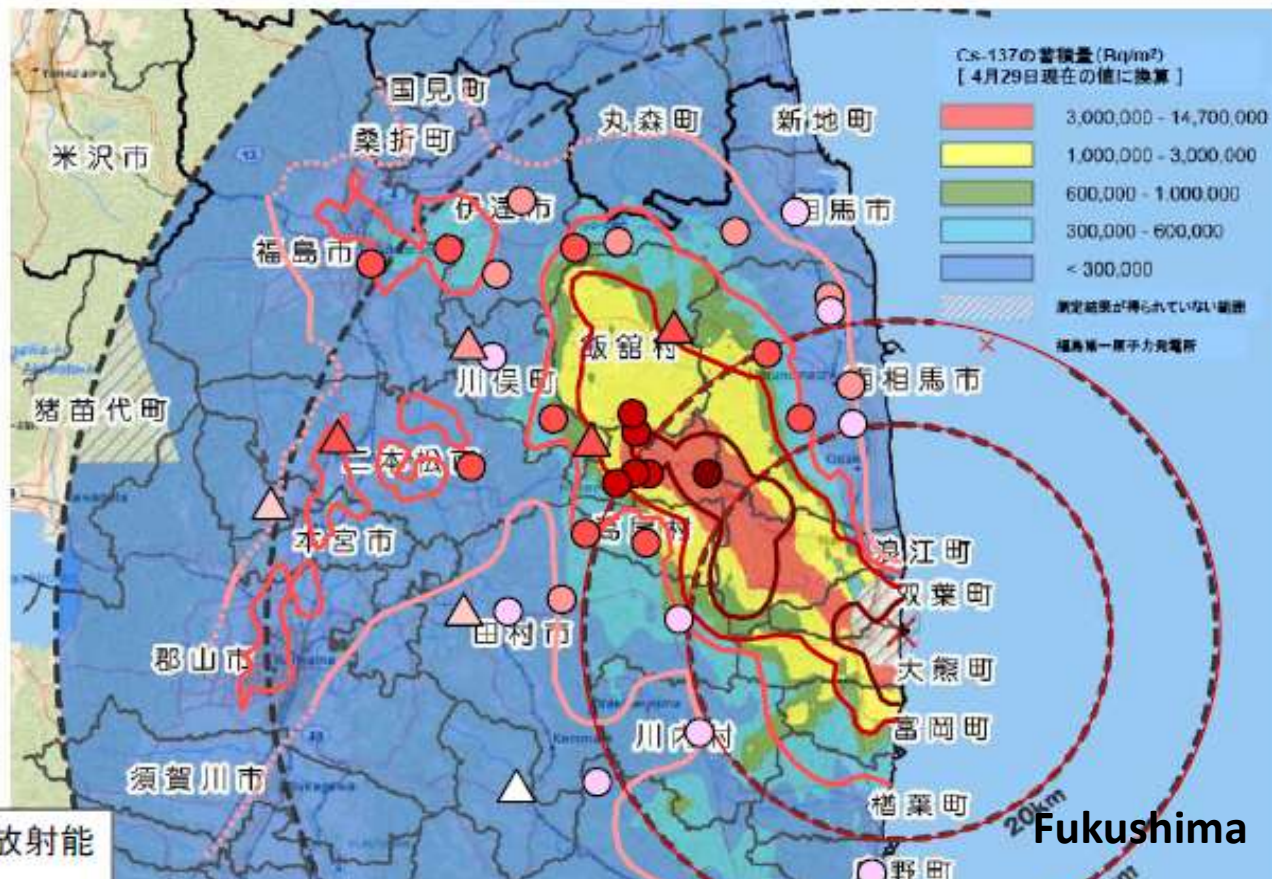 Cs-137の蓄積量(Bq/m²)
[ 4月29日現在の値に換算 ]
3,000,000 - 14,700,000
1,000,000 - 3,000,000
600,000 - 1,000,000
300,000 - 600,000
< 300,000
測定結果が得られていない範囲
福島第一原子力発電所
国見町
桑折町
丸森町
新地町
米沢市
伊達市
相馬市
福島市
飯舘村
川俣町
南相馬市
猪苗代町
二本松市
本宮市
葛尾村
浪江町
双葉町
田村市
郡山市
大熊町
富岡町
川内村
須賀川市
楢葉町
20km
Fukushima
放射能
野町